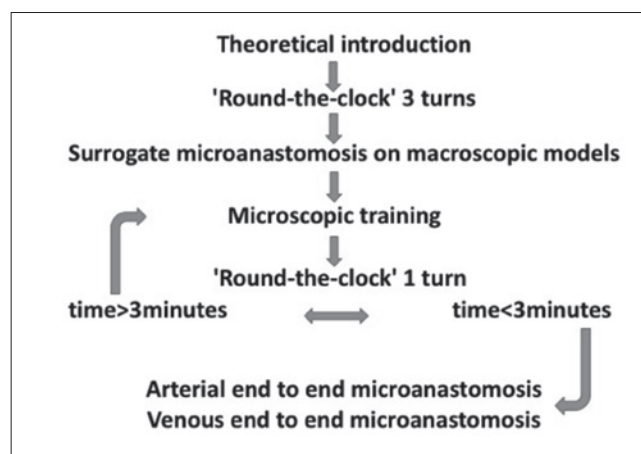 Theoretical introduction
'Round-the-clock' 3 turns
Surrogate microanastomosis on macroscopic models
Microscopic training
'Round-the-clock' 1 turn
time>3minutes
time<3minutes
Arterial end to end microanastomosis
Venous end to end microanastomosis